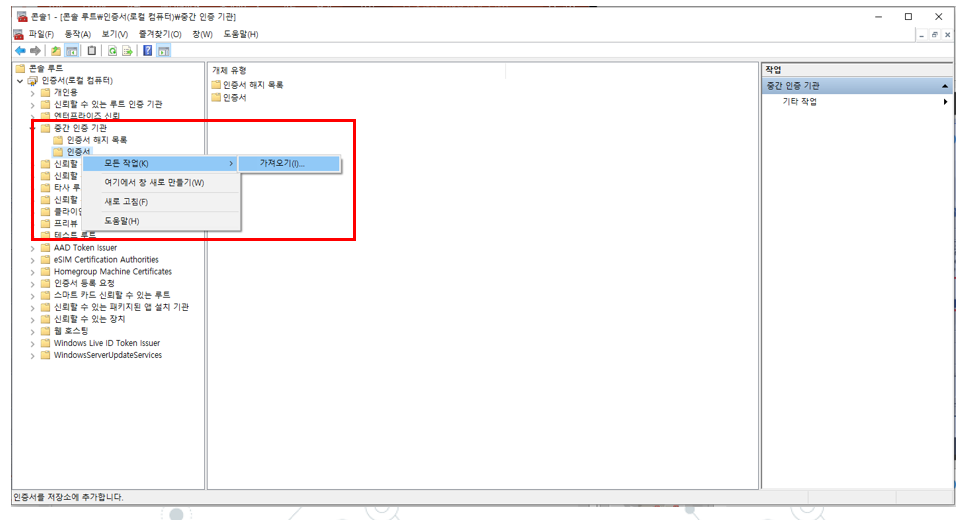 콘솔1 - [콘솔 루트₩인증서(로컬 컴퓨터)₩중간 인증 기관]
파일(F) 동작(A) 보기(V) 즐겨찾기(O) 창(W) 도움말(H)
콘솔 루트
인증서(로컬 컴퓨터)
개인용
신뢰할 수 있는 루트 인증 기관
엔터프라이즈 신뢰
중간 인증 기관
인증서 해지 목록
인증서
신뢰할
신뢰할
타사 루
신뢰할
클라이언
프리뷰
테스트 루트
AAD Token Issuer
eSIM Certification Authorities
Homegroup Machine Certificates
인증서 등록 요청
스마트 카드 신뢰할 수 있는 루트
신뢰할 수 있는 패키지된 앱 설치 기관
신뢰할 수 있는 장치
웹 호스팅
Windows Live ID Token Issuer
WindowsServerUpdateServices
모든 작업(K)
여기에서 창 새로 만들기(W)
새로 고침(F)
도움말(H)
가져오기(I)...
개체 유형
인증서 해지 목록
인증서
작업
중간 인증 기관
기타 작업
인증서를 저장소에 추가합니다.